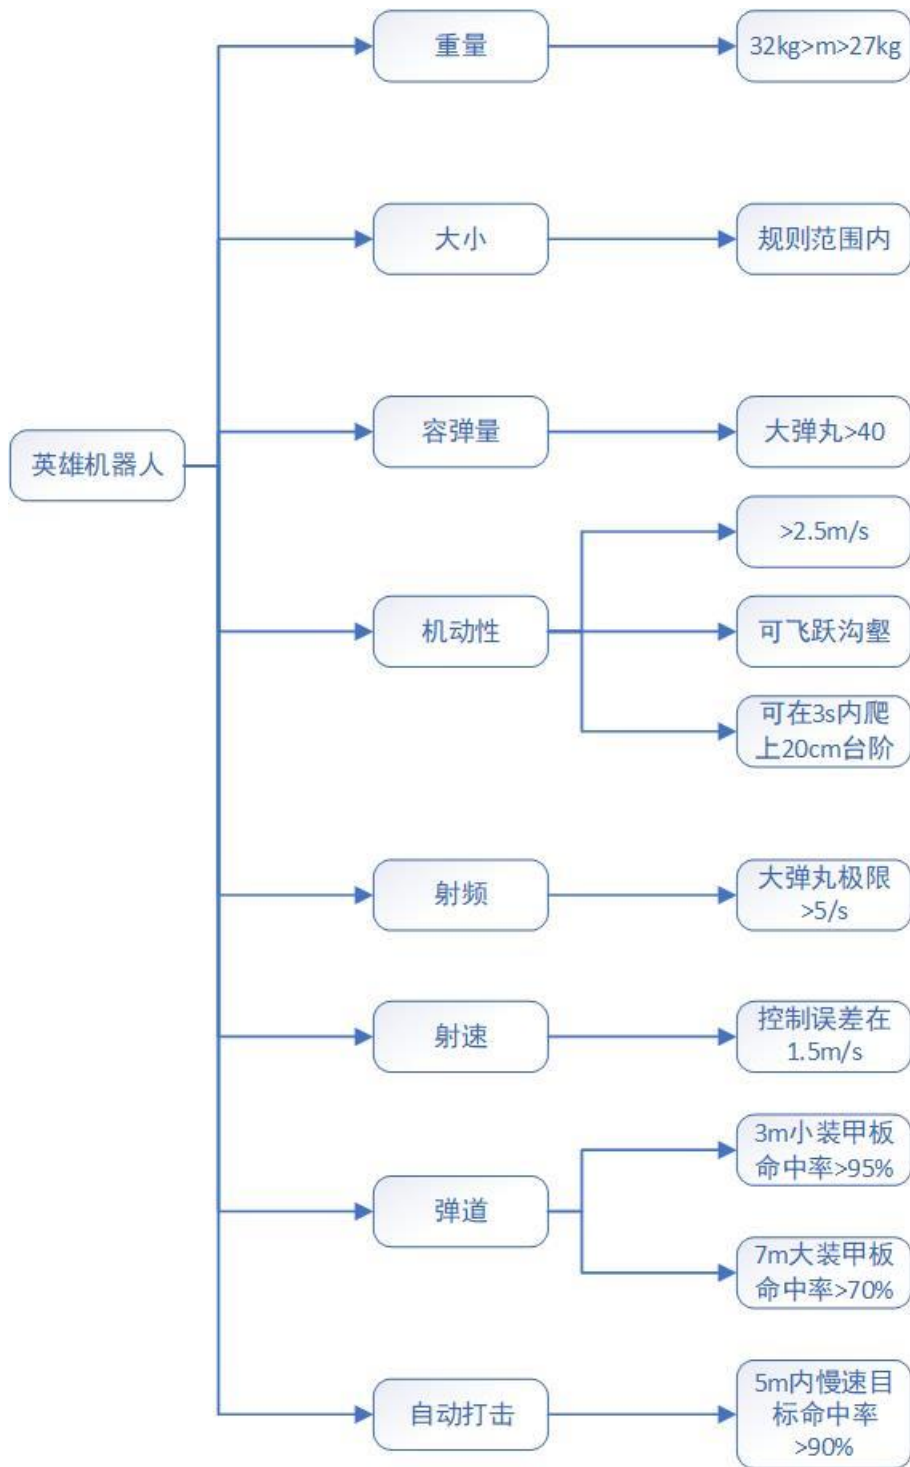 重量
32kg>m>27kg
大小
规则范围内
容弹量
大弹丸>40
英雄机器人
>2.5m/s
机动性
可飞跃沟壑
可在3s内爬
上20cm台阶
射频
大弹丸极限
>5/s
射速
控制误差在
1.5m/s
3m小装甲板
命中率>95%
弹道
7m大装甲板
命中率>70%
自动打击
5m内慢速目
标命中率
>90%